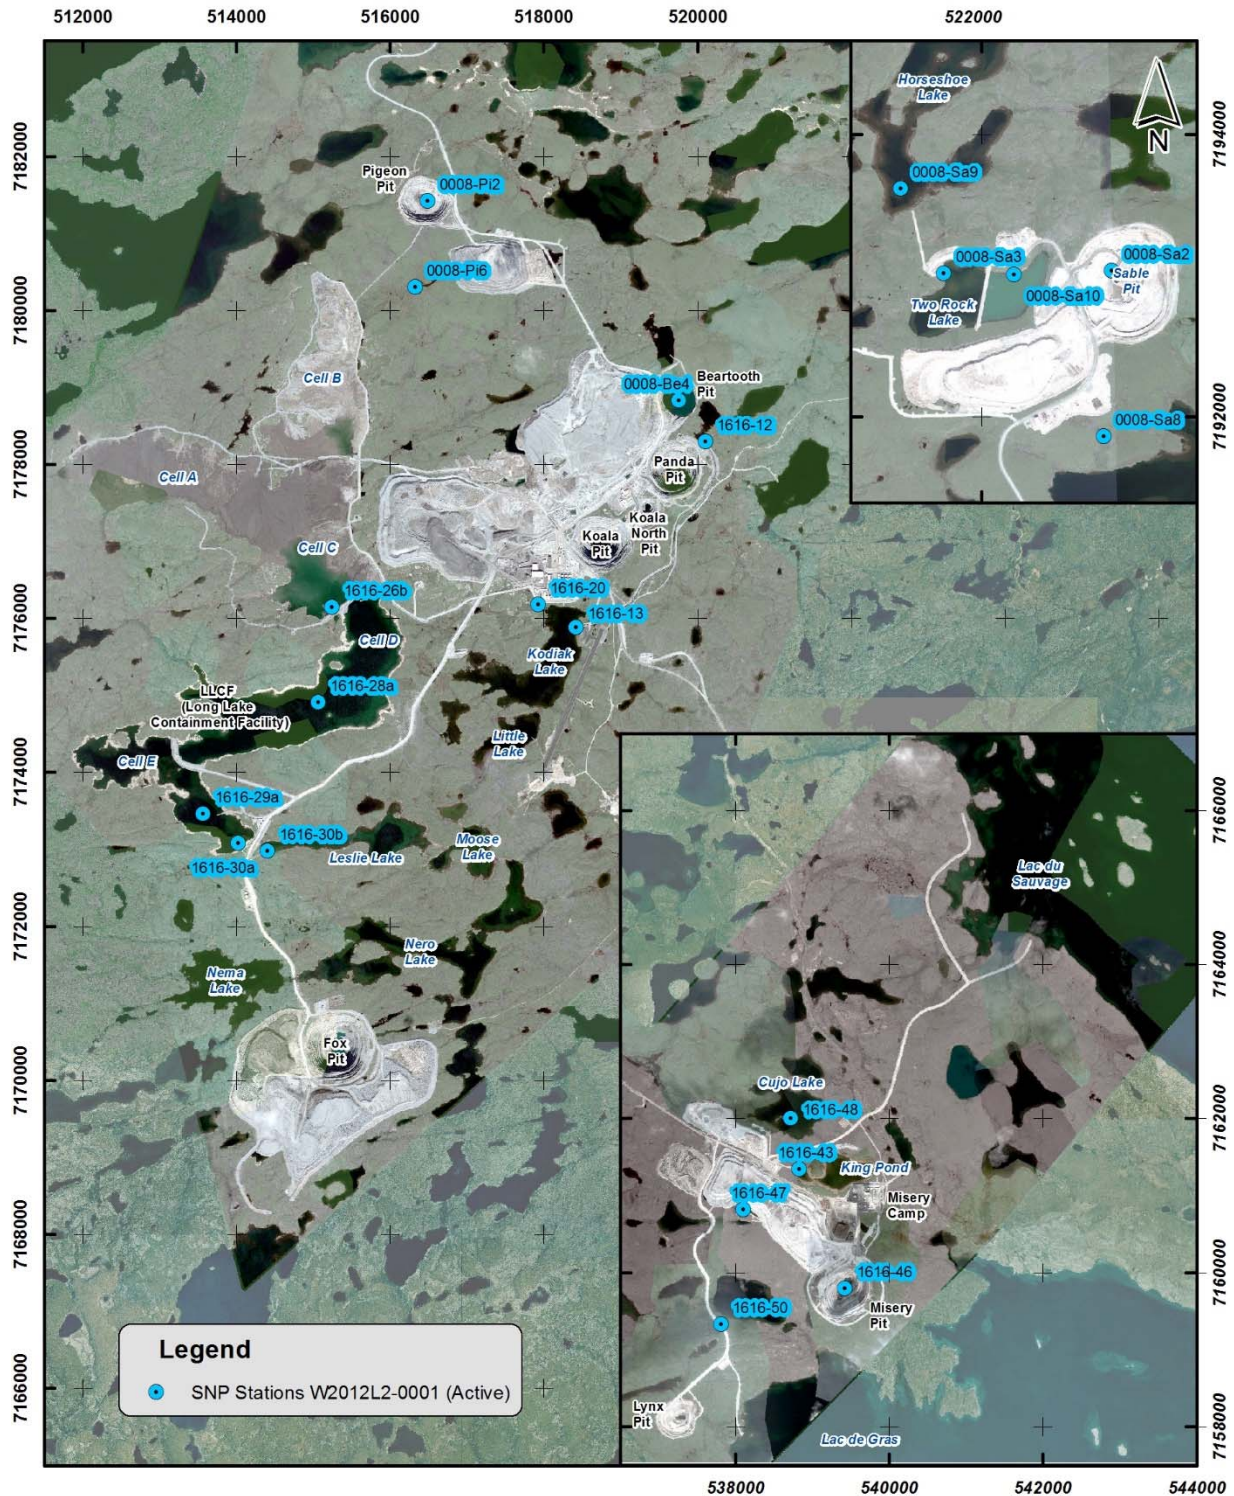 512000
514000
516000
518000
520000
522000
7182000
7180000
7178000
7176000
7174000
7172000
7170000
7168000
7166000
Horseshoe
Lake
N
7194000
7192000
0008-Sa9
0008-Sa3
0008-Sa2
Sable
Pit
0008-Sa10
Two Rock
Lake
0008-Sa8
Pigeon
Pit
0008-Pi2
0008-Pi6
Cell B
0008-Be4
Beartooth
Pit
1616-12
Cell A
Panda
Pit
Koala
North
Pit
Koala
Pit
Cell C
1616-26b
1616-20
1616-13
Cell D
Kodiak
Lake
1616-28a
LLCF
(Long Lake
Containment Facility)
Little
Lake
Cell E
1616-29a
1616-30b
1616-30a
Leslie Lake
Moose
Lake
Nero
Lake
Nema
Lake
Fox
Pit
7166000
7164000
7162000
7160000
7158000
Lac du
Sauvage
Cujo Lake
1616-48
1616-43
King Pond
1616-47
Misery
Camp
1616-46
1616-50
Misery
Pit
Lynx
Pit
Lac de Gras
Legend
SNP Stations W2012L2-0001 (Active)
538000
540000
542000
544000